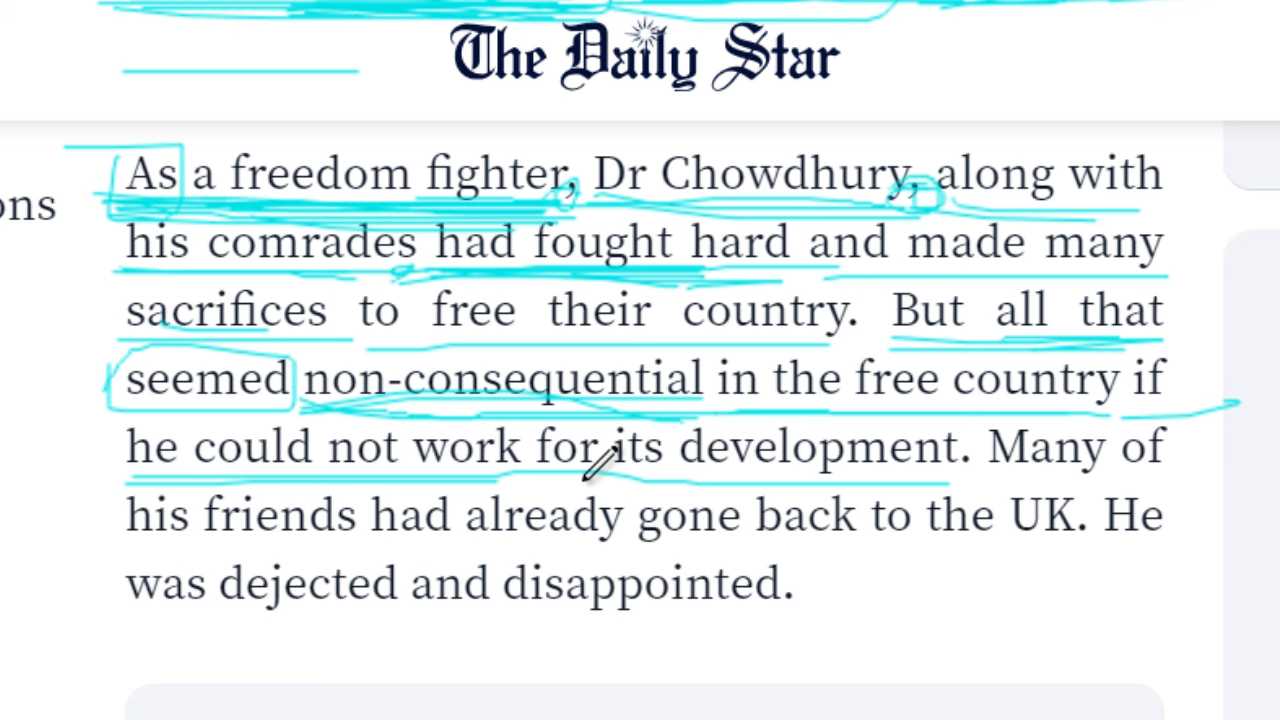 The Daily Star
As a freedom fighter, Dr Chowdhury, along with
ons
his comrades had fought hard and made many
sacrifices to free their country. But all that
seemed non-consequential in the free country if
he could not work for its development. Many of
his friends had already gone back to the UK. He
was dejected and disappointed.